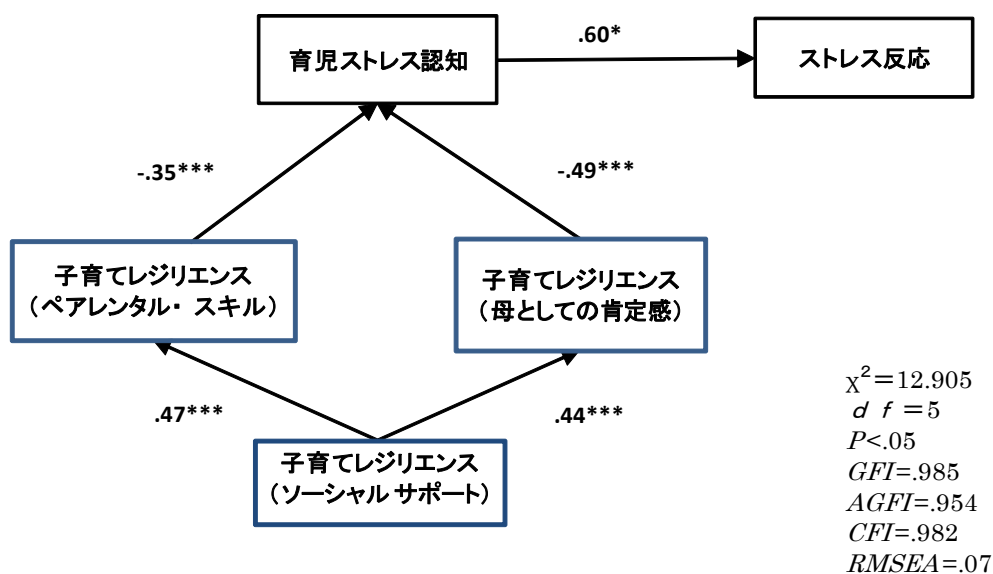 育児ストレス認知
.60*
ストレス反応
-.35***
-.49***
子育てレジリエンス
（ペアレンタル・ スキル）
子育てレジリエンス
（母としての肯定感）
.47***
.44***
子育てレジリエンス
（ソーシャル サポート）
χ²＝12.905
ｄ ｆ ＝5
P<.05
GFI=.985
AGFI=.954
CFI=.982
RMSEA=.07